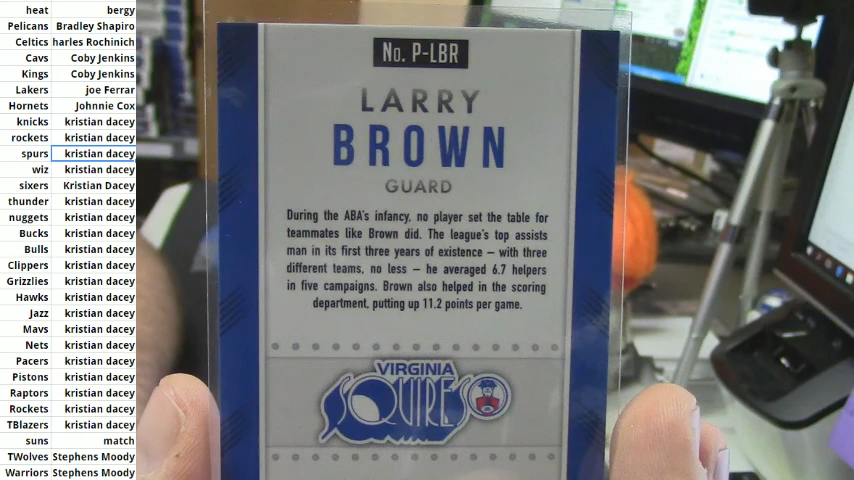 heat bergy
Pelicans Bradley Shapiro
Celtics harles Rochinich
Cavs Coby Jenkins
Kings Coby Jenkins
Lakers joe Ferrar
Hornets Johnnie Cox
knicks kristian dacey
rockets kristian dacey
spurs kristian dacey
wiz kristian dacey
sixers Kristian Dacey
thunder kristian dacey
nuggets kristian dacey
Bucks kristian dacey
Bulls kristian dacey
Clippers kristian dacey
Grizzlies kristian dacey
Hawks kristian dacey
Jazz kristian dacey
Mavs kristian dacey
Nets kristian dacey
Pacers kristian dacey
Pistons kristian dacey
Raptors kristian dacey
Rockets kristian dacey
TBlazers kristian dacey
suns match
TWolves Stephens Moody
Warriors Stephens Moody
No. P-LBR
LARRY
BROWN
GUARD
During the ABA's infancy, no player set the table for
teammates like Brown did. The league's top assists
man in its first three years of existence – with three
different teams, no less – he averaged 6.7 helpers
in five campaigns. Brown also helped in the scoring
department, putting up 11.2 points per game.
VIRGINIA
SQUIRES